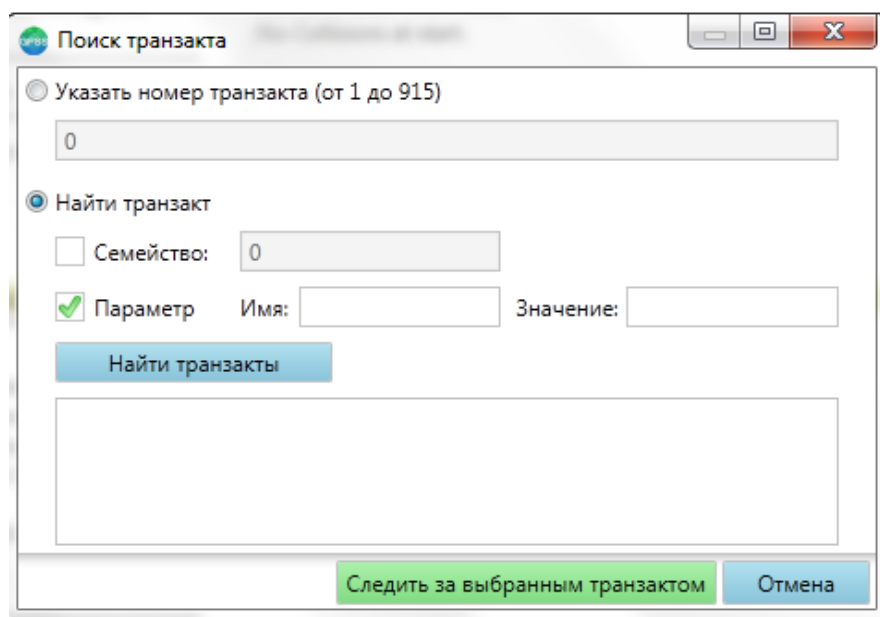 GPSS Поиск транзакта
Указать номер транзакта (от 1 до 915)
0
Найти транзакт
Семейство: 0
Параметр Имя: Значение:
Найти транзакты
Следить за выбранным транзактом Отмена